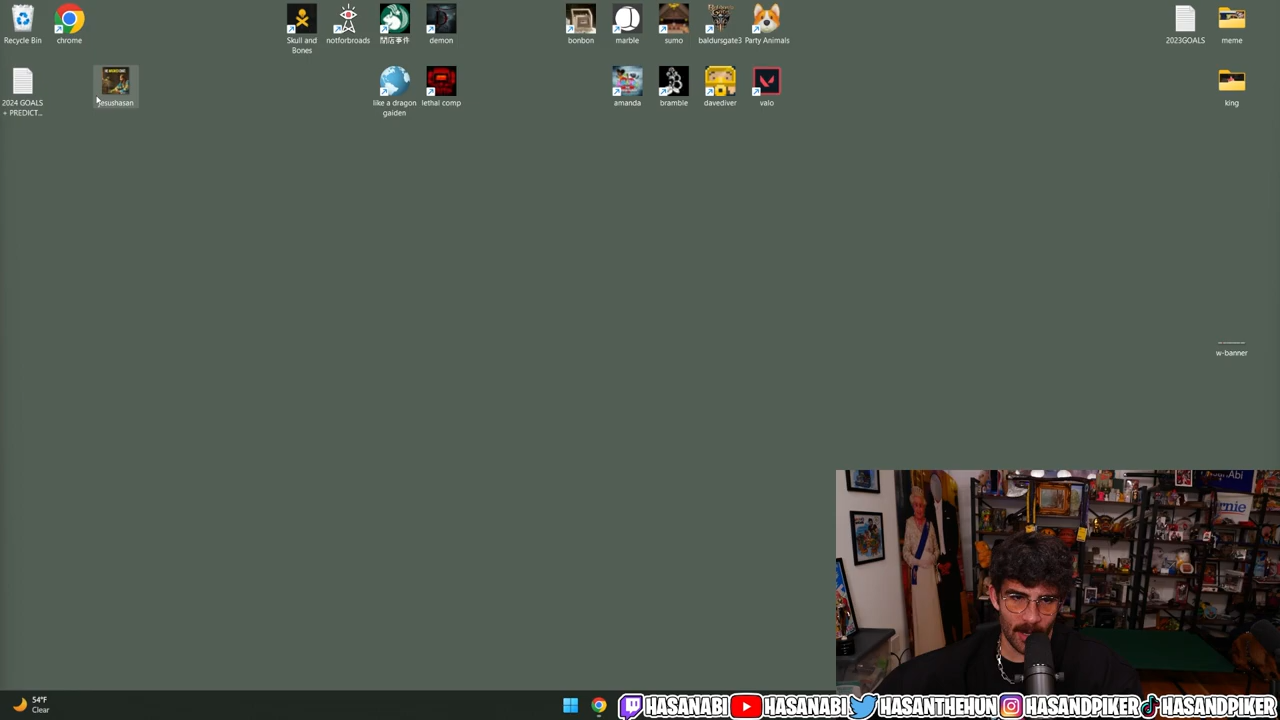 Recycle Bin
chrome
Skull and
Bones
notforbroads
閉店事件
demon
bonbon
marble
sumo
baldursgate3
Party Animals
2023GOALS
meme
2024 GOALS
+ PREDICT...
jesushasan
like a dragon
gaiden
lethal comp
amanda
bramble
davediver
valo
king
w-banner
54°F
Clear
HASANABI
HASANABI
HASANTHEHUN
HASANDPIKER
HASANDPIKER